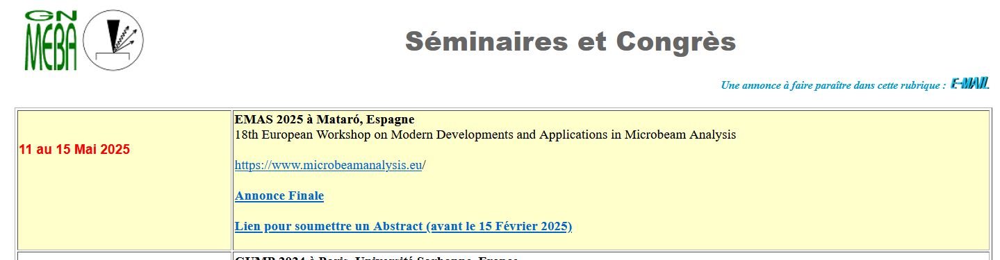 GN
MEBA
Séminaires et Congrès
Une annonce à faire paraître dans cette rubrique : E-MAIL
11 au 15 Mai 2025
EMAS 2025 à Mataró, Espagne
18th European Workshop on Modern Developments and Applications in Microbeam Analysis
https://www.microbeamanalysis.eu/
Annonce Finale
Lien pour soumettre un Abstract (avant le 15 Février 2025)